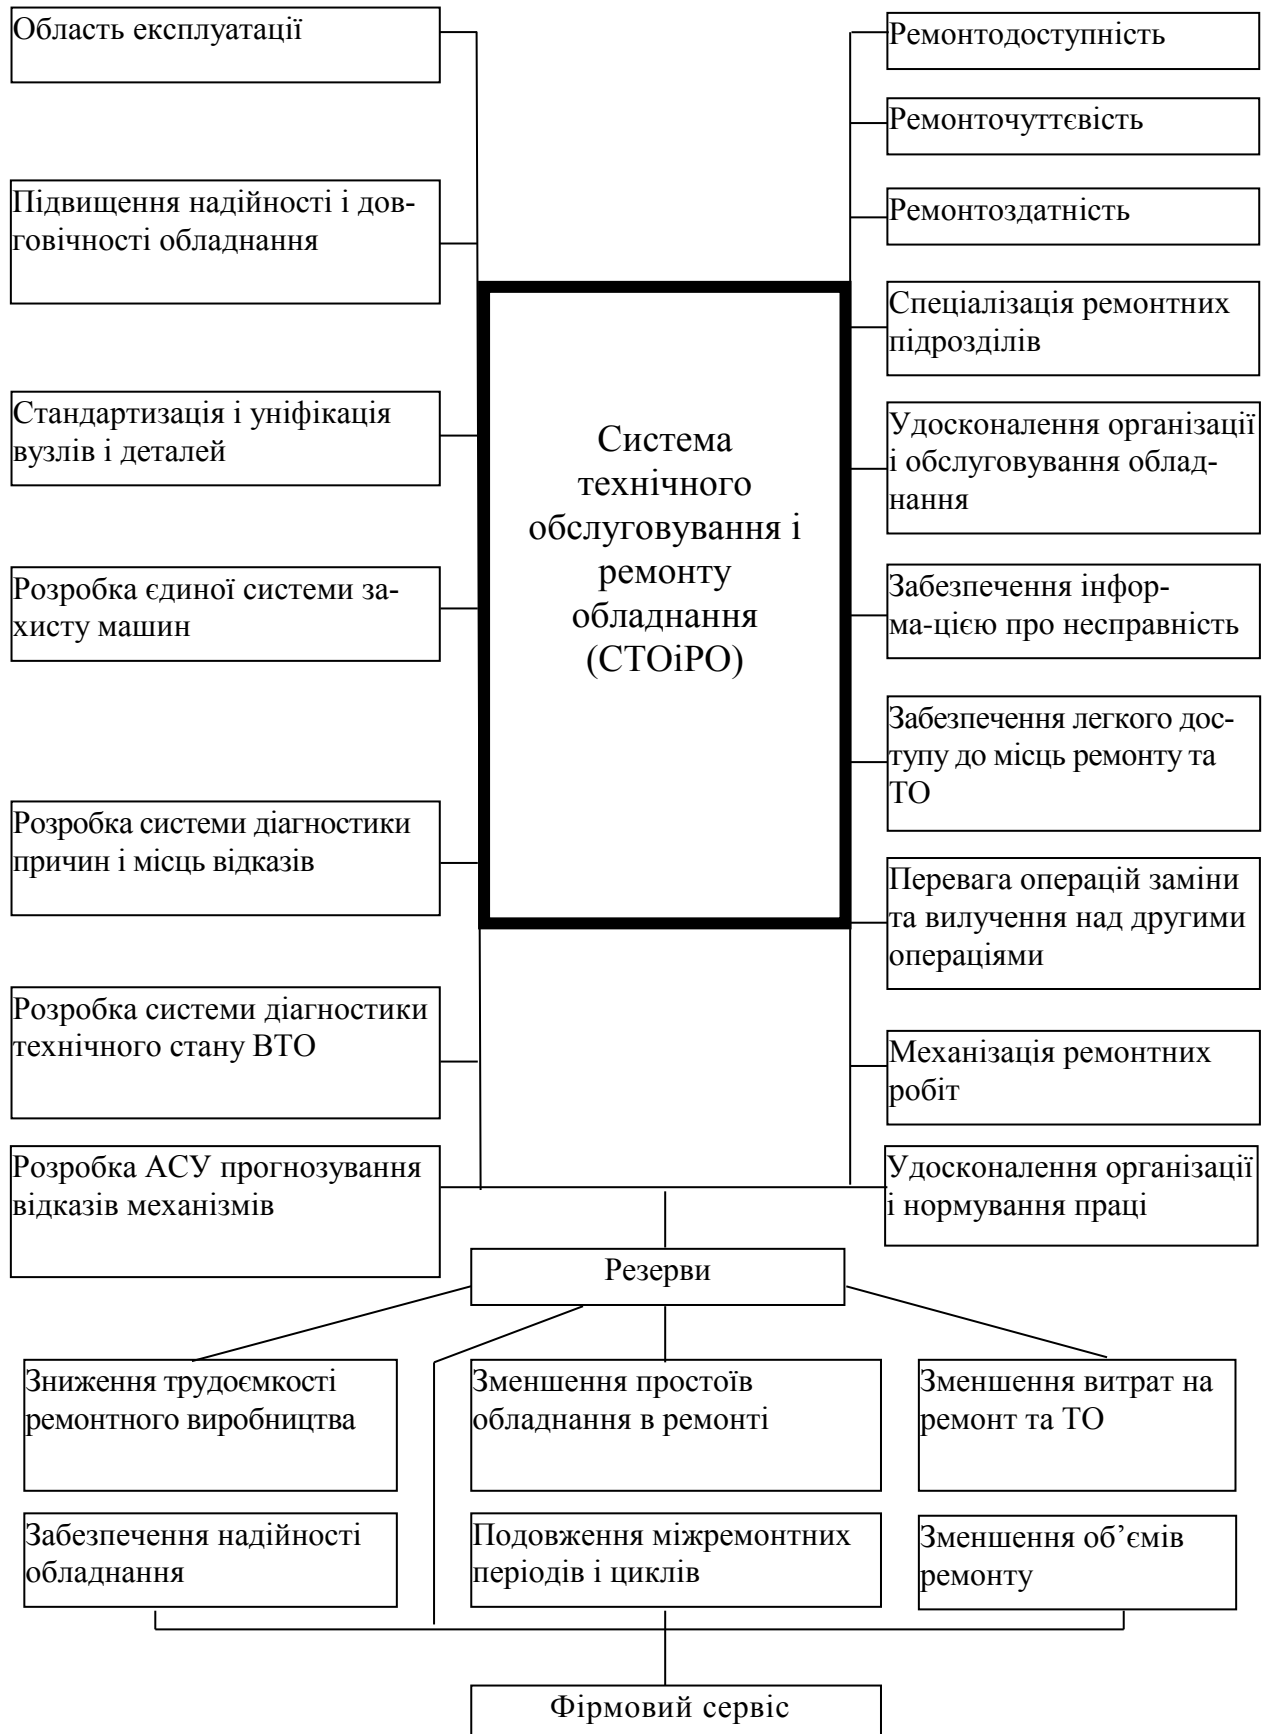 Область експлуатації
Підвищення надійності і дов-
говічності обладнання
Стандартизація і уніфікація
вузлів і деталей
Розробка єдиної системи за-
хисту машин
Розробка системи діагностики
причин і місць відказів
Розробка системи діагностики
технічного стану ВТО
Розробка АСУ прогнозування
відказів механізмів
Система
технічного
обслуговування і
ремонту
обладнання
(СТОіРО)
Ремонтодоступність
Ремонточуттєвість
Ремонтоздатність
Спеціалізація ремонтних
підрозділів
Удосконалення організації
і обслуговування облад-
нання
Забезпечення інфор-
ма-цією про несправність
Забезпечення легкого дос-
тупу до місць ремонту та
ТО
Перевага операцій заміни
та вилучення над другими
операціями
Механізація ремонтних
робіт
Удосконалення організації
і нормування праці
Резерви
Зниження трудоємкості
ремонтного виробництва
Зменшення простоїв
обладнання в ремонті
Зменшення витрат на
ремонт та ТО
Забезпечення надійності
обладнання
Подовження міжремонтних
періодів і циклів
Зменшення об’ємів
ремонту
Фірмовий сервіс